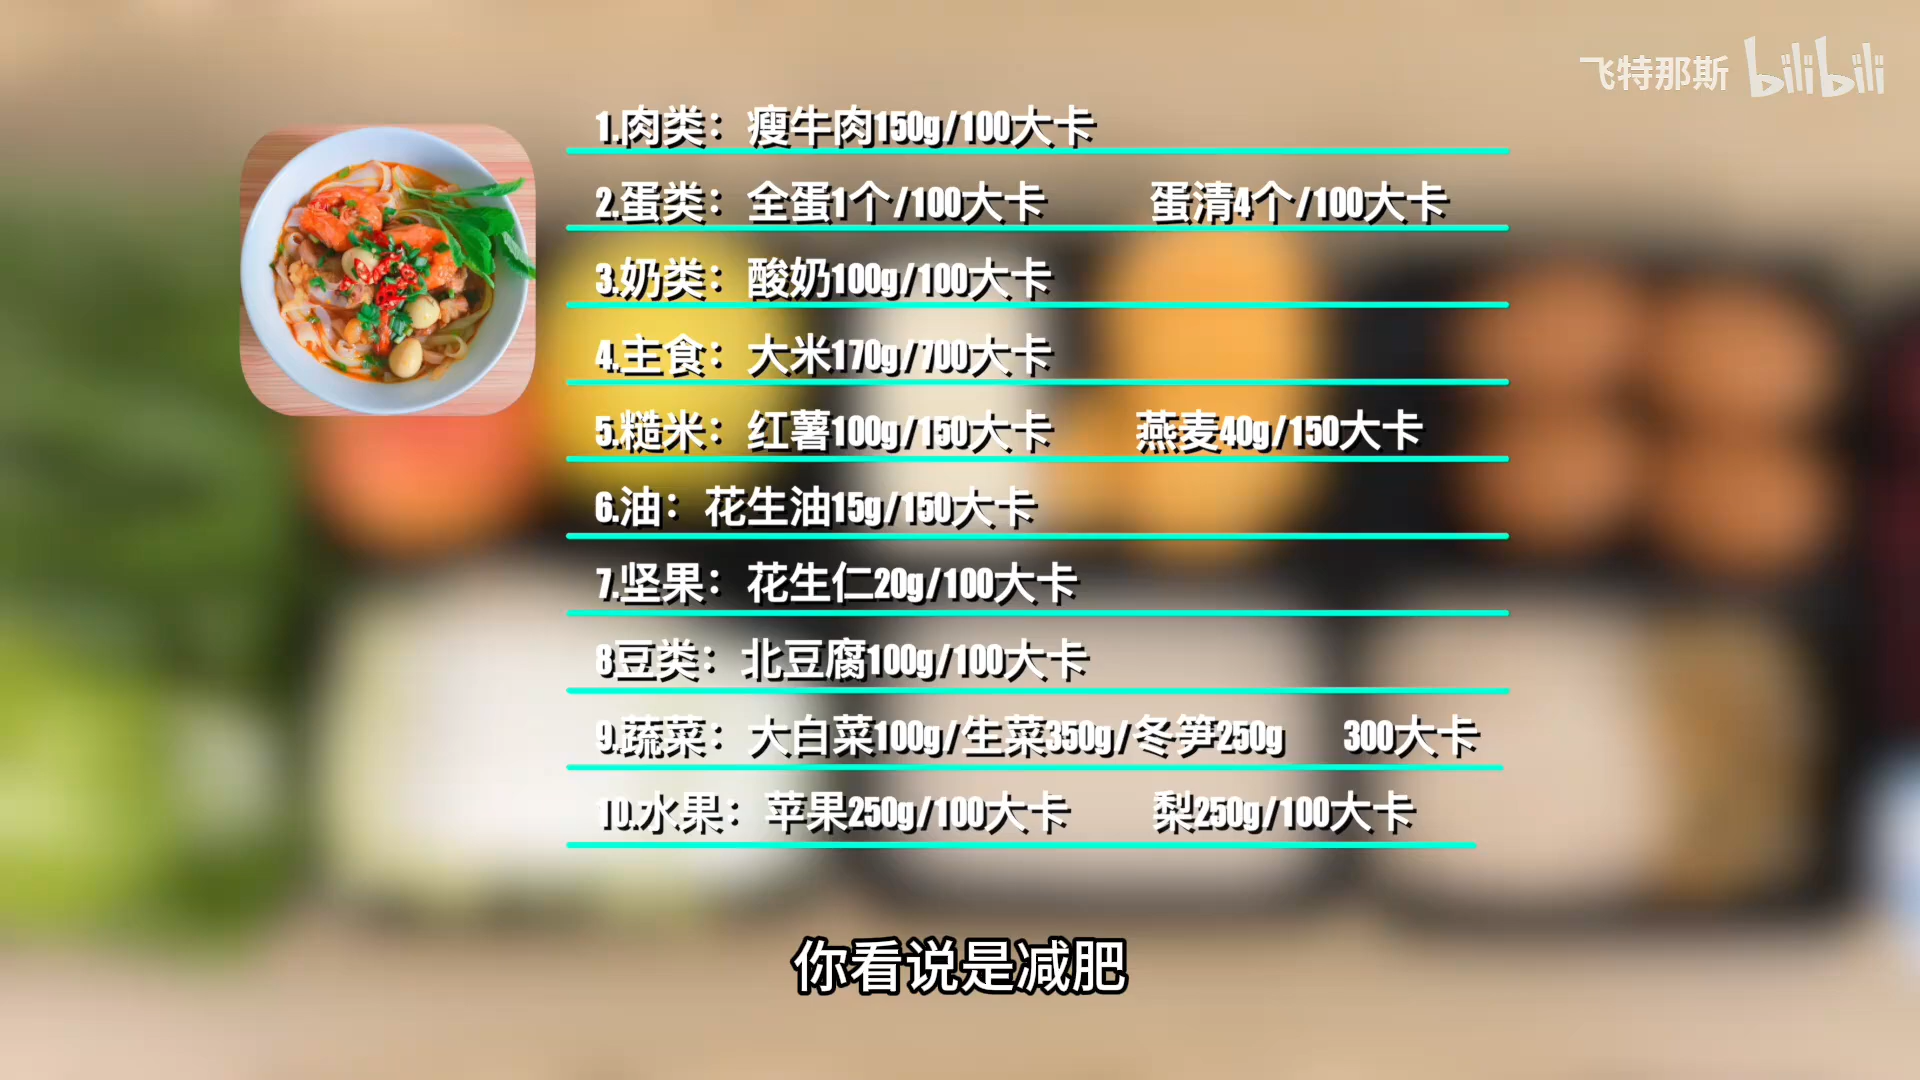 飞特那斯 bilibili
1.肉类：瘦牛肉150g/100大卡
2.蛋类：全蛋1个/100大卡 蛋清4个/100大卡
3.奶类：酸奶100g/100大卡
4.主食：大米170g/700大卡
5.糙米：红薯100g/150大卡 燕麦40g/150大卡
6.油：花生油15g/150大卡
7.坚果：花生仁20g/100大卡
8豆类：北豆腐100g/100大卡
9.蔬菜：大白菜100g/生菜350g/冬笋250g 300大卡
10.水果：苹果250g/100大卡 梨250g/100大卡
你看说是减肥